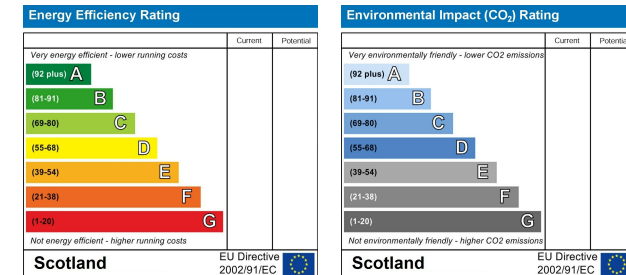 Energy Efficiency Rating
Current Potential
Very energy efficient - lower running costs
(92 plus) A
(81-91) B
(69-80) C
(55-68) D
(39-54) E
(21-38) F
(1-20) G
Not energy efficient - higher running costs
Scotland
EU Directive
2002/91/EC
Environmental Impact (CO₂) Rating
Current Potential
Very environmentally friendly - lower CO2 emissions
(92 plus) A
(81-91) B
(69-80) C
(55-68) D
(39-54) E
(21-38) F
(1-20) G
Not environmentally friendly - higher CO2 emissions
Scotland
EU Directive
2002/91/EC